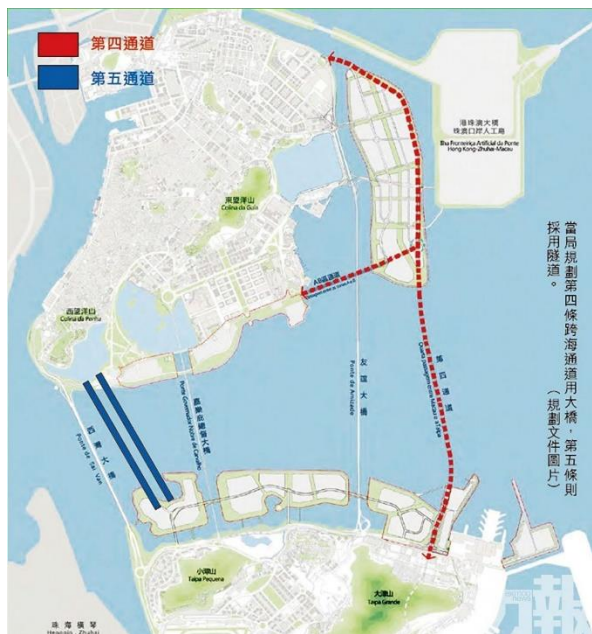 第四通道
第五通道
港珠澳大橋
珠澳口岸人工島
Ilha Fronteiriça Artificial da Ponte
Hong Kong-Zhuhai-Macau
東望洋山
Colina da Guia
AB區通道
西望洋山
Colina da Penha
第四通道
友誼大橋
Ponte de Amizade
嘉樂庇總督大橋
Ponte Governador Nobre de Carvalho
西灣大橋
Ponte de Sai Van
當局規劃第四條跨海通道用大橋,第五條則
採用隧道。
(規劃文件圖片)
小潭山
Taipa Pequena
大潭山
Taipa Grande
珠海橫琴
Hengqin, Zhuhai